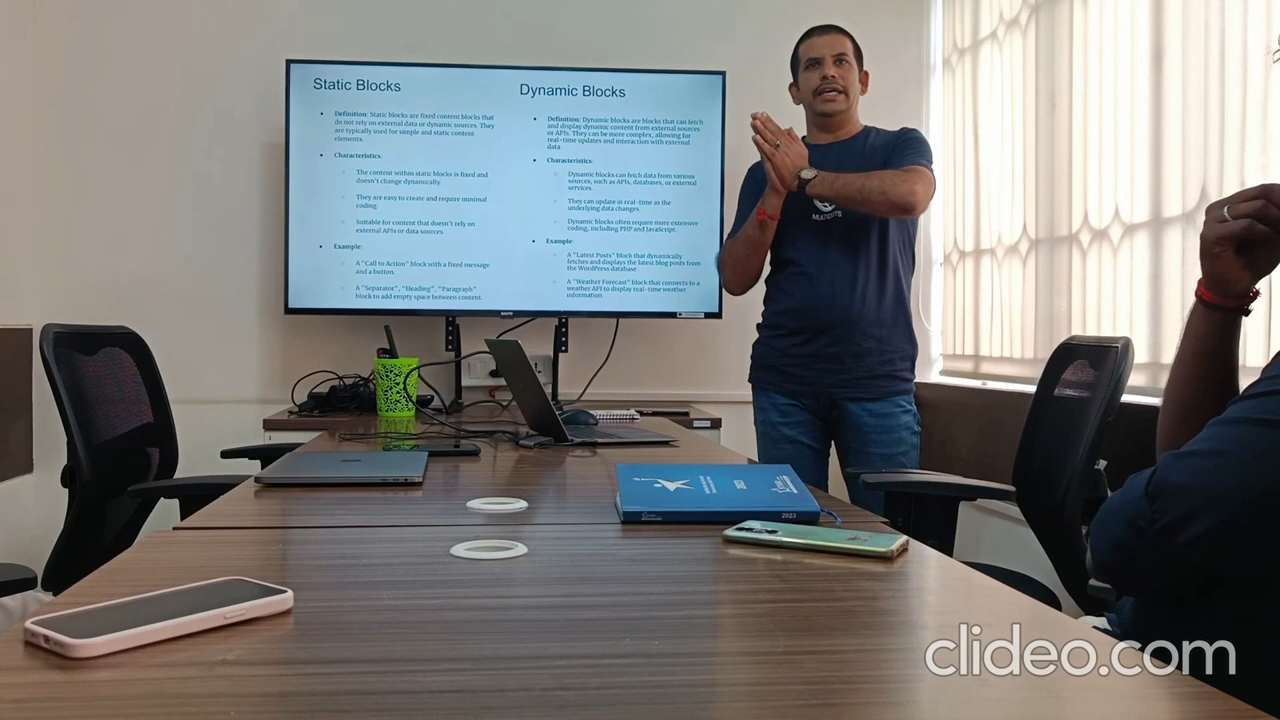 Static Blocks
Definition: Static blocks are fixed content blocks that
do not rely on external data or dynamic sources. They
are typically used for simple and static content
elements.
Characteristics:
The content within static blocks is fixed and
doesn't change dynamically.
They are easy to create and require minimal
coding.
Suitable for content that doesn't rely on
external APIs or data sources.
Example:
A "Call to Action" block with a fixed message
and a button.
A "Separator", "Heading", "Paragraph"
block to add empty space between content.
Dynamic Blocks
Definition: Dynamic blocks are blocks that can fetch
and display dynamic content from external sources
or APIs. They can be more complex, allowing for
real-time updates and interaction with external
data.
Characteristics:
Dynamic blocks can fetch data from various
sources, such as APIs, databases, or external
services.
They can update in real-time as the
underlying data changes.
Dynamic blocks often require more extensive
coding, including PHP and JavaScript.
Example:
A "Latest Posts" block that dynamically
fetches and displays the latest blog posts from
the WordPress database.
A "Weather Forecast" block that connects to a
weather API to display real-time weather
information.
MULTIDOTS
2023
2023
clideo.com